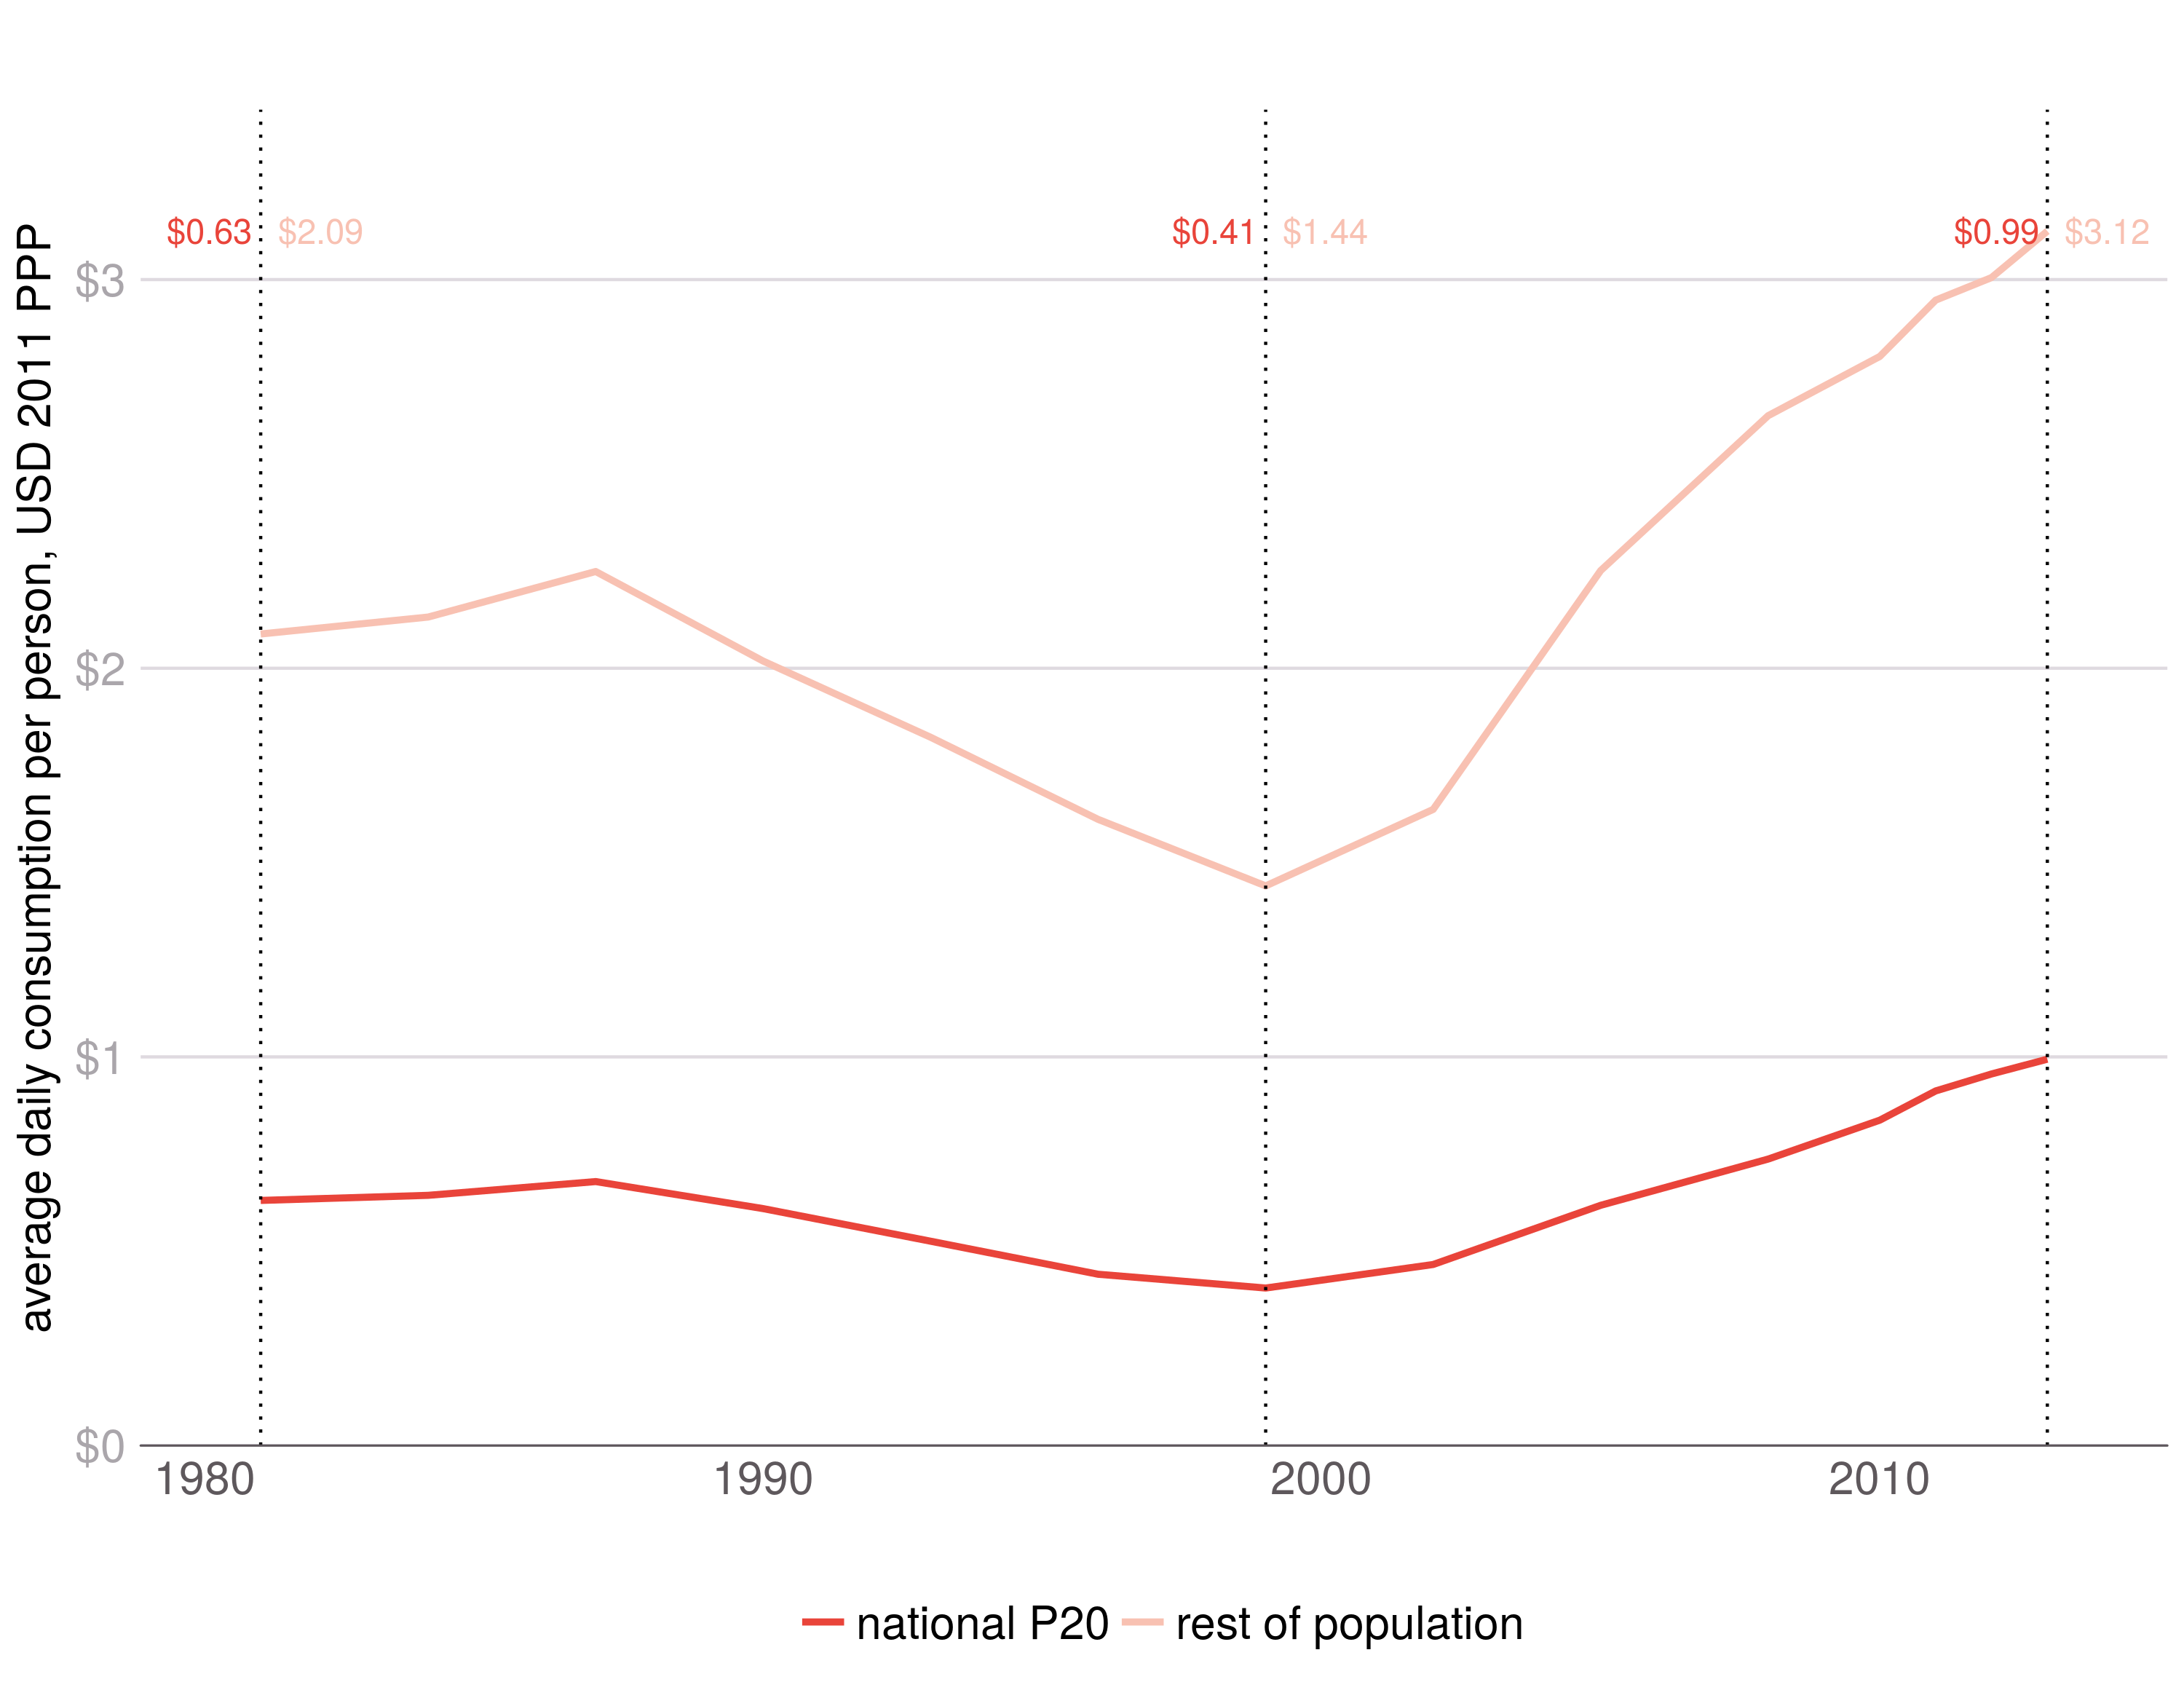 average daily consumption per person, USD 2011 PPP
$0.63 $2.09
$0.41 $1.44
$0.99 $3.12
$3
$2
$1
$0
1980 1990 2000 2010
national P20 rest of population